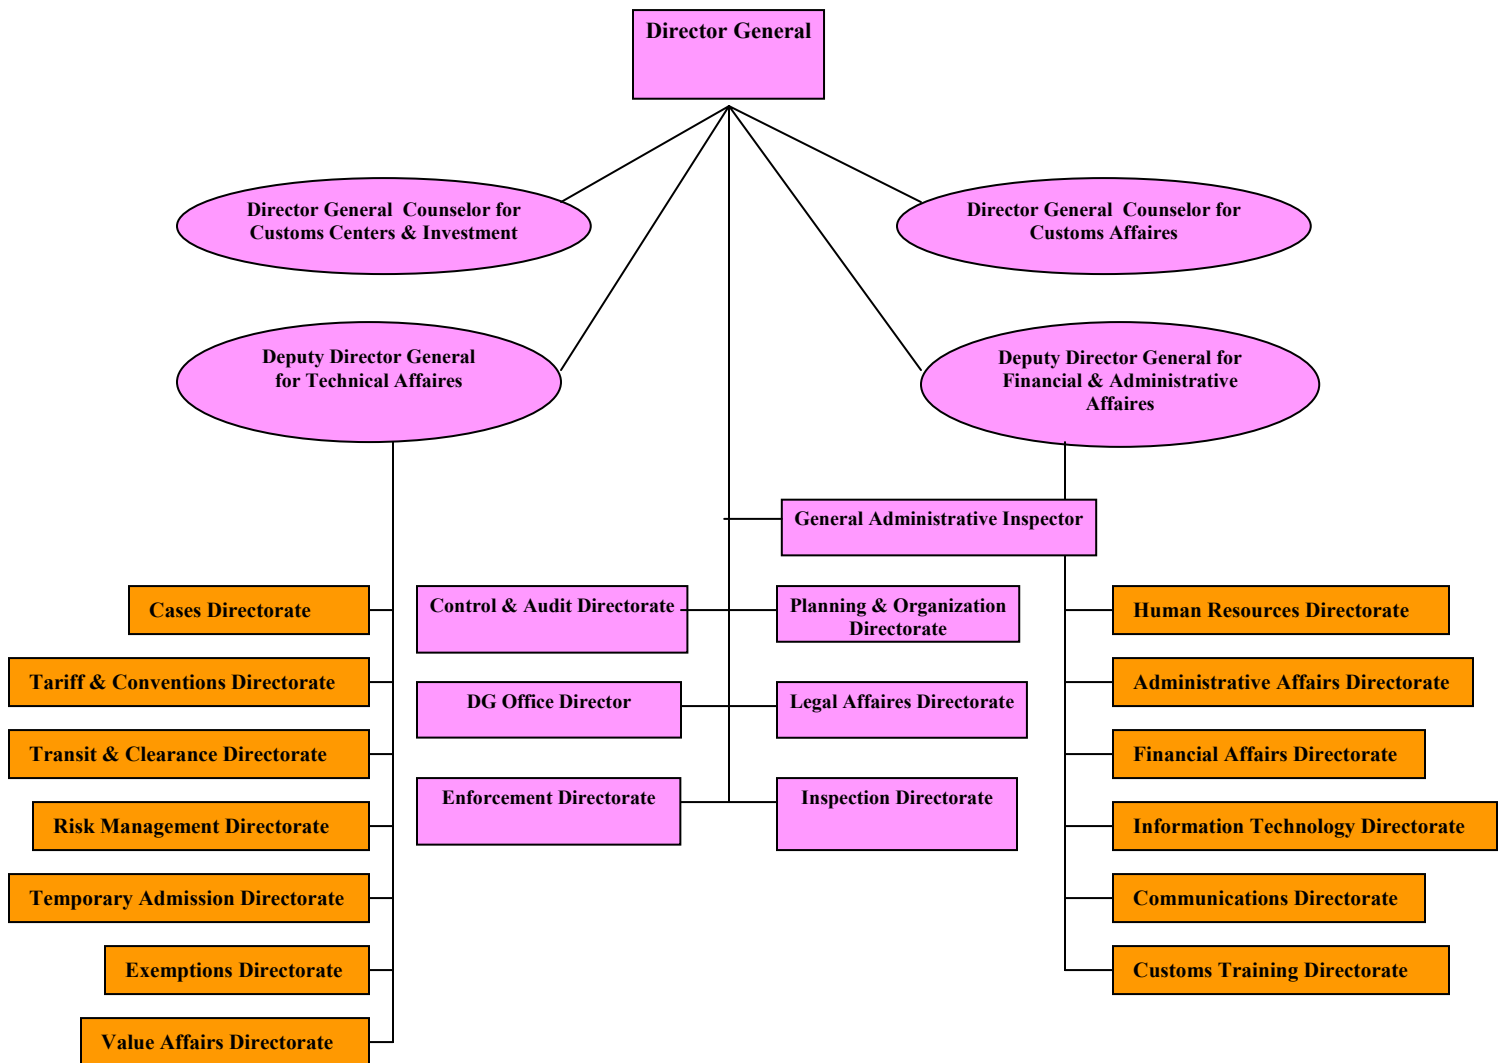 Director General
Director General  Counselor for
Customs Centers & Investment
Director General  Counselor for
Customs Affaires
Deputy Director General
for Technical Affaires
Deputy Director General for
Financial & Administrative
Affaires
General Administrative Inspector
Cases Directorate
Control & Audit Directorate
Planning & Organization
Directorate
Human Resources Directorate
Tariff & Conventions Directorate
DG Office Director
Legal Affaires Directorate
Administrative Affairs Directorate
Transit & Clearance Directorate
Financial Affairs Directorate
Enforcement Directorate
Inspection Directorate
Risk Management Directorate
Information Technology Directorate
Temporary Admission Directorate
Communications Directorate
Exemptions Directorate
Customs Training Directorate
Value Affairs Directorate